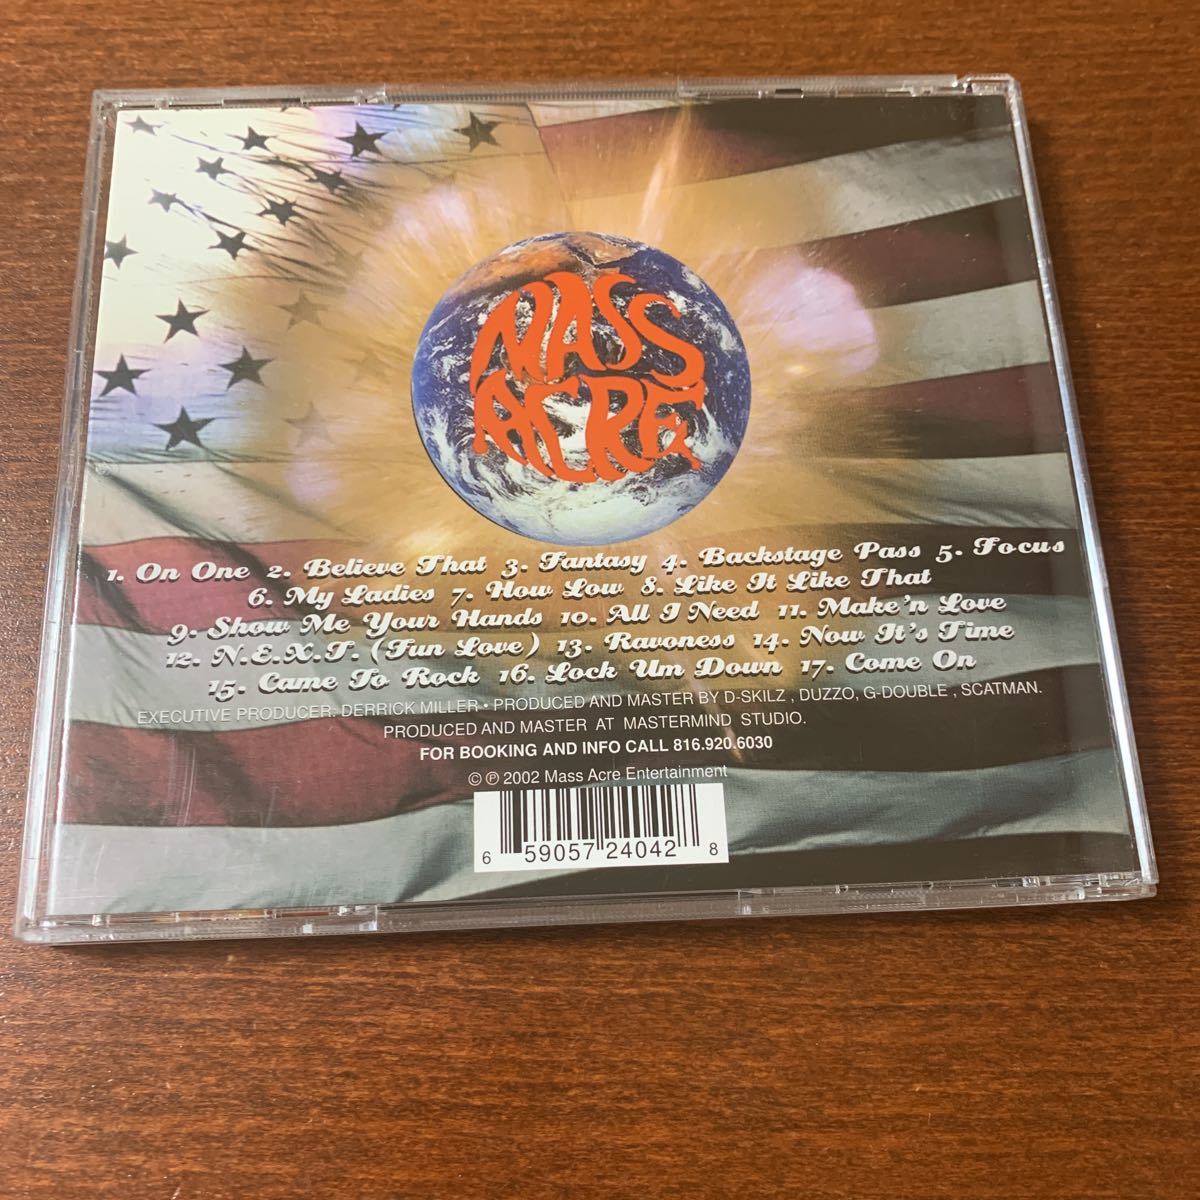 MASS
ACRE
1. On One 2. Believe That 3. Fantasy 4. Backstage Pass 5. Focus
6. My Ladies 7. How Low 8. Like It Like That
9. Show Me Your Hands 10. All I Need 11. Make'n Love
12. N.E.X.T. (Fun Love) 13. Ravoness 14. Now It's Time
15. Came To Rock 16. Lock Um Down 17. Come On
EXECUTIVE PRODUCER: DERRICK MILLER • PRODUCED AND MASTER BY D-SKILZ , DUZZO, G-DOUBLE , SCATMAN.
PRODUCED AND MASTER AT MASTERMIND STUDIO.
FOR BOOKING AND INFO CALL 816.920.6030
© ℗ 2002 Mass Acre Entertainment
6 59057 24042 8